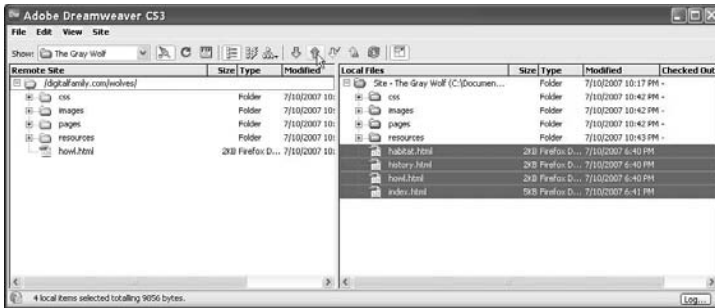 Adobe Dreamweaver CS3
File Edit View Site
Show: The Gray Wolf
Remote Site Size Type Modified Local Files Size Type Modified Checked Out
/digitalfamily.com/wolves/ Site - The Gray Wolf (C:\Documen... Folder 7/10/2007 10:17 PM -
css Folder 7/10/2007 10: css Folder 7/10/2007 10:42 PM -
images Folder 7/10/2007 10: images Folder 7/10/2007 10:42 PM -
pages Folder 7/10/2007 10: pages Folder 7/10/2007 10:42 PM -
resources Folder 7/10/2007 10: resources Folder 7/10/2007 10:43 PM -
howl.html 2KB Firefox D... 7/10/2007 10: habitat.html 2KB Firefox D... 7/10/2007 6:40 PM
history.html 2KB Firefox D... 7/10/2007 6:40 PM
howl.html 2KB Firefox D... 7/10/2007 6:40 PM
index.html 5KB Firefox D... 7/10/2007 6:41 PM
4 local items selected totalling 9056 bytes. Log...